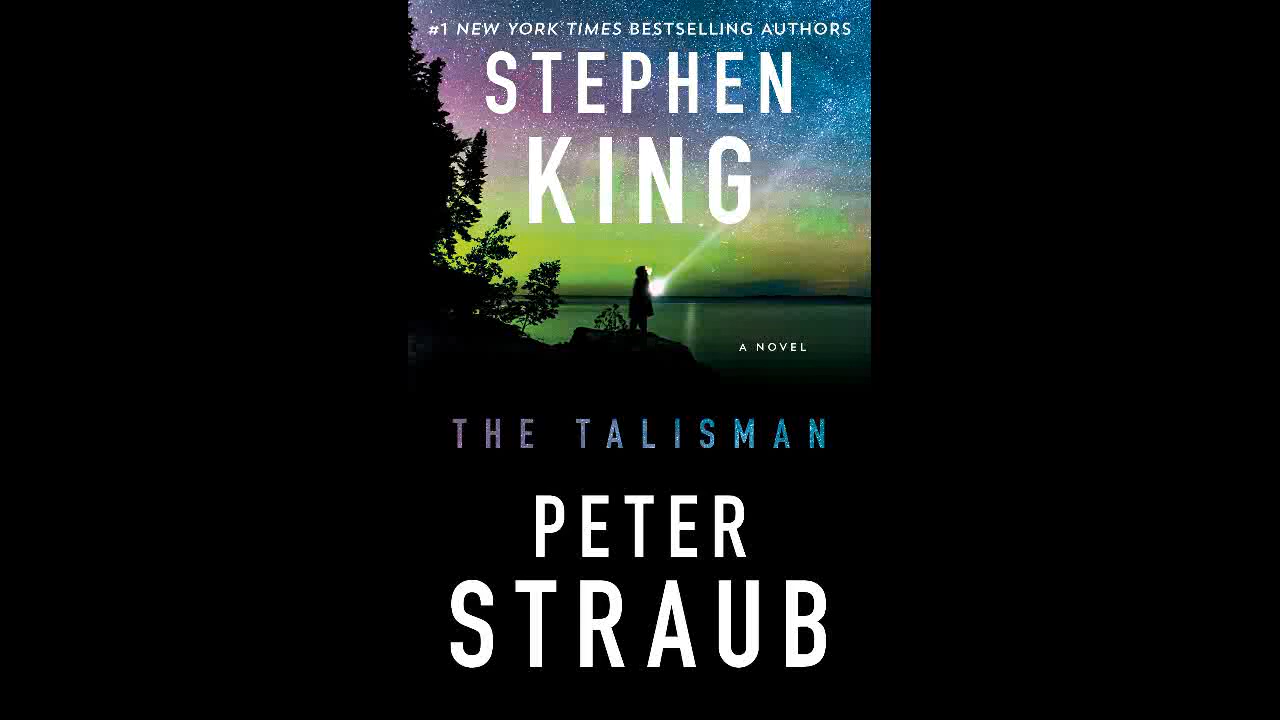 #1 NEW YORK TIMES BESTSELLING AUTHORS
STEPHEN
KING
A NOVEL
THE TALISMAN
PETER
STRAUB